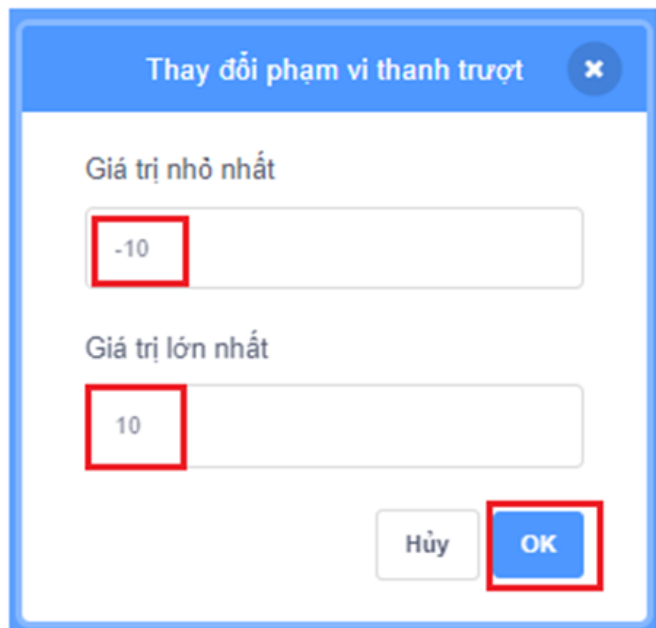 Thay đổi phạm vi thanh trượt
Giá trị nhỏ nhất
-10
Giá trị lớn nhất
10
Hủy OK